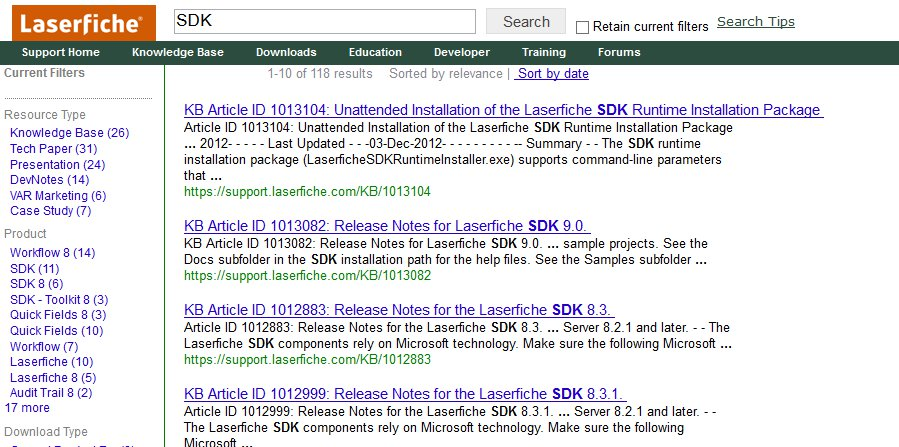 Laserfiche®
SDK
Search
Retain current filters
Search Tips
Support Home Knowledge Base Downloads Education Developer Training Forums
Current Filters
Resource Type
Knowledge Base (26)
Tech Paper (31)
Presentation (24)
DevNotes (14)
VAR Marketing (6)
Case Study (7)
Product
Workflow 8 (14)
SDK (11)
SDK 8 (6)
SDK - Toolkit 8 (3)
Quick Fields 8 (3)
Quick Fields (10)
Workflow (7)
Laserfiche (10)
Laserfiche 8 (5)
Audit Trail 8 (2)
17 more
Download Type
1-10 of 118 results Sorted by relevance | Sort by date
KB Article ID 1013104: Unattended Installation of the Laserfiche SDK Runtime Installation Package
Article ID 1013104: Unattended Installation of the Laserfiche SDK Runtime Installation Package
... 2012- - - - - Last Updated - - -03-Dec-2012- - - - - - - - - - -- Summary - - The SDK runtime
installation package (LaserficheSDKRuntimeInstaller.exe) supports command-line parameters
that ...
https://support.laserfiche.com/KB/1013104
KB Article ID 1013082: Release Notes for Laserfiche SDK 9.0.
KB Article ID 1013082: Release Notes for Laserfiche SDK 9.0. ... sample projects. See the
Docs subfolder in the SDK installation path for the help files. See the Samples subfolder ...
https://support.laserfiche.com/KB/1013082
KB Article ID 1012883: Release Notes for the Laserfiche SDK 8.3.
Article ID 1012883: Release Notes for the Laserfiche SDK 8.3. ... Server 8.2.1 and later. - - The
Laserfiche SDK components rely on Microsoft technology. Make sure the following Microsoft ...
https://support.laserfiche.com/KB/1012883
KB Article ID 1012999: Release Notes for the Laserfiche SDK 8.3.1.
Article ID 1012999: Release Notes for the Laserfiche SDK 8.3.1. ... Server 8.2.1 and later. - -
The Laserfiche SDK components rely on Microsoft technology. Make sure the following
Microsoft ...